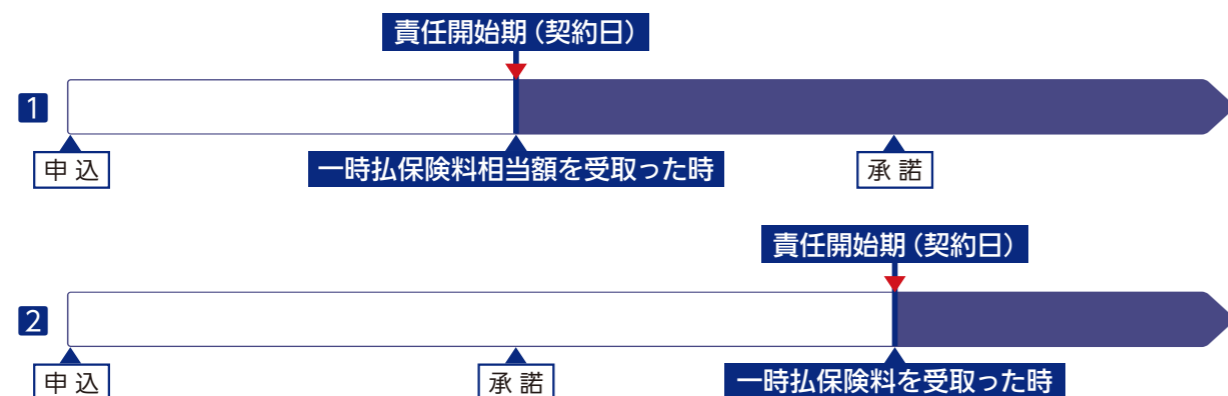 責任開始期（契約日）
1
申込
一時払保険料相当額を受取った時
承諾
責任開始期（契約日）
2
申込
承諾
一時払保険料を受取った時